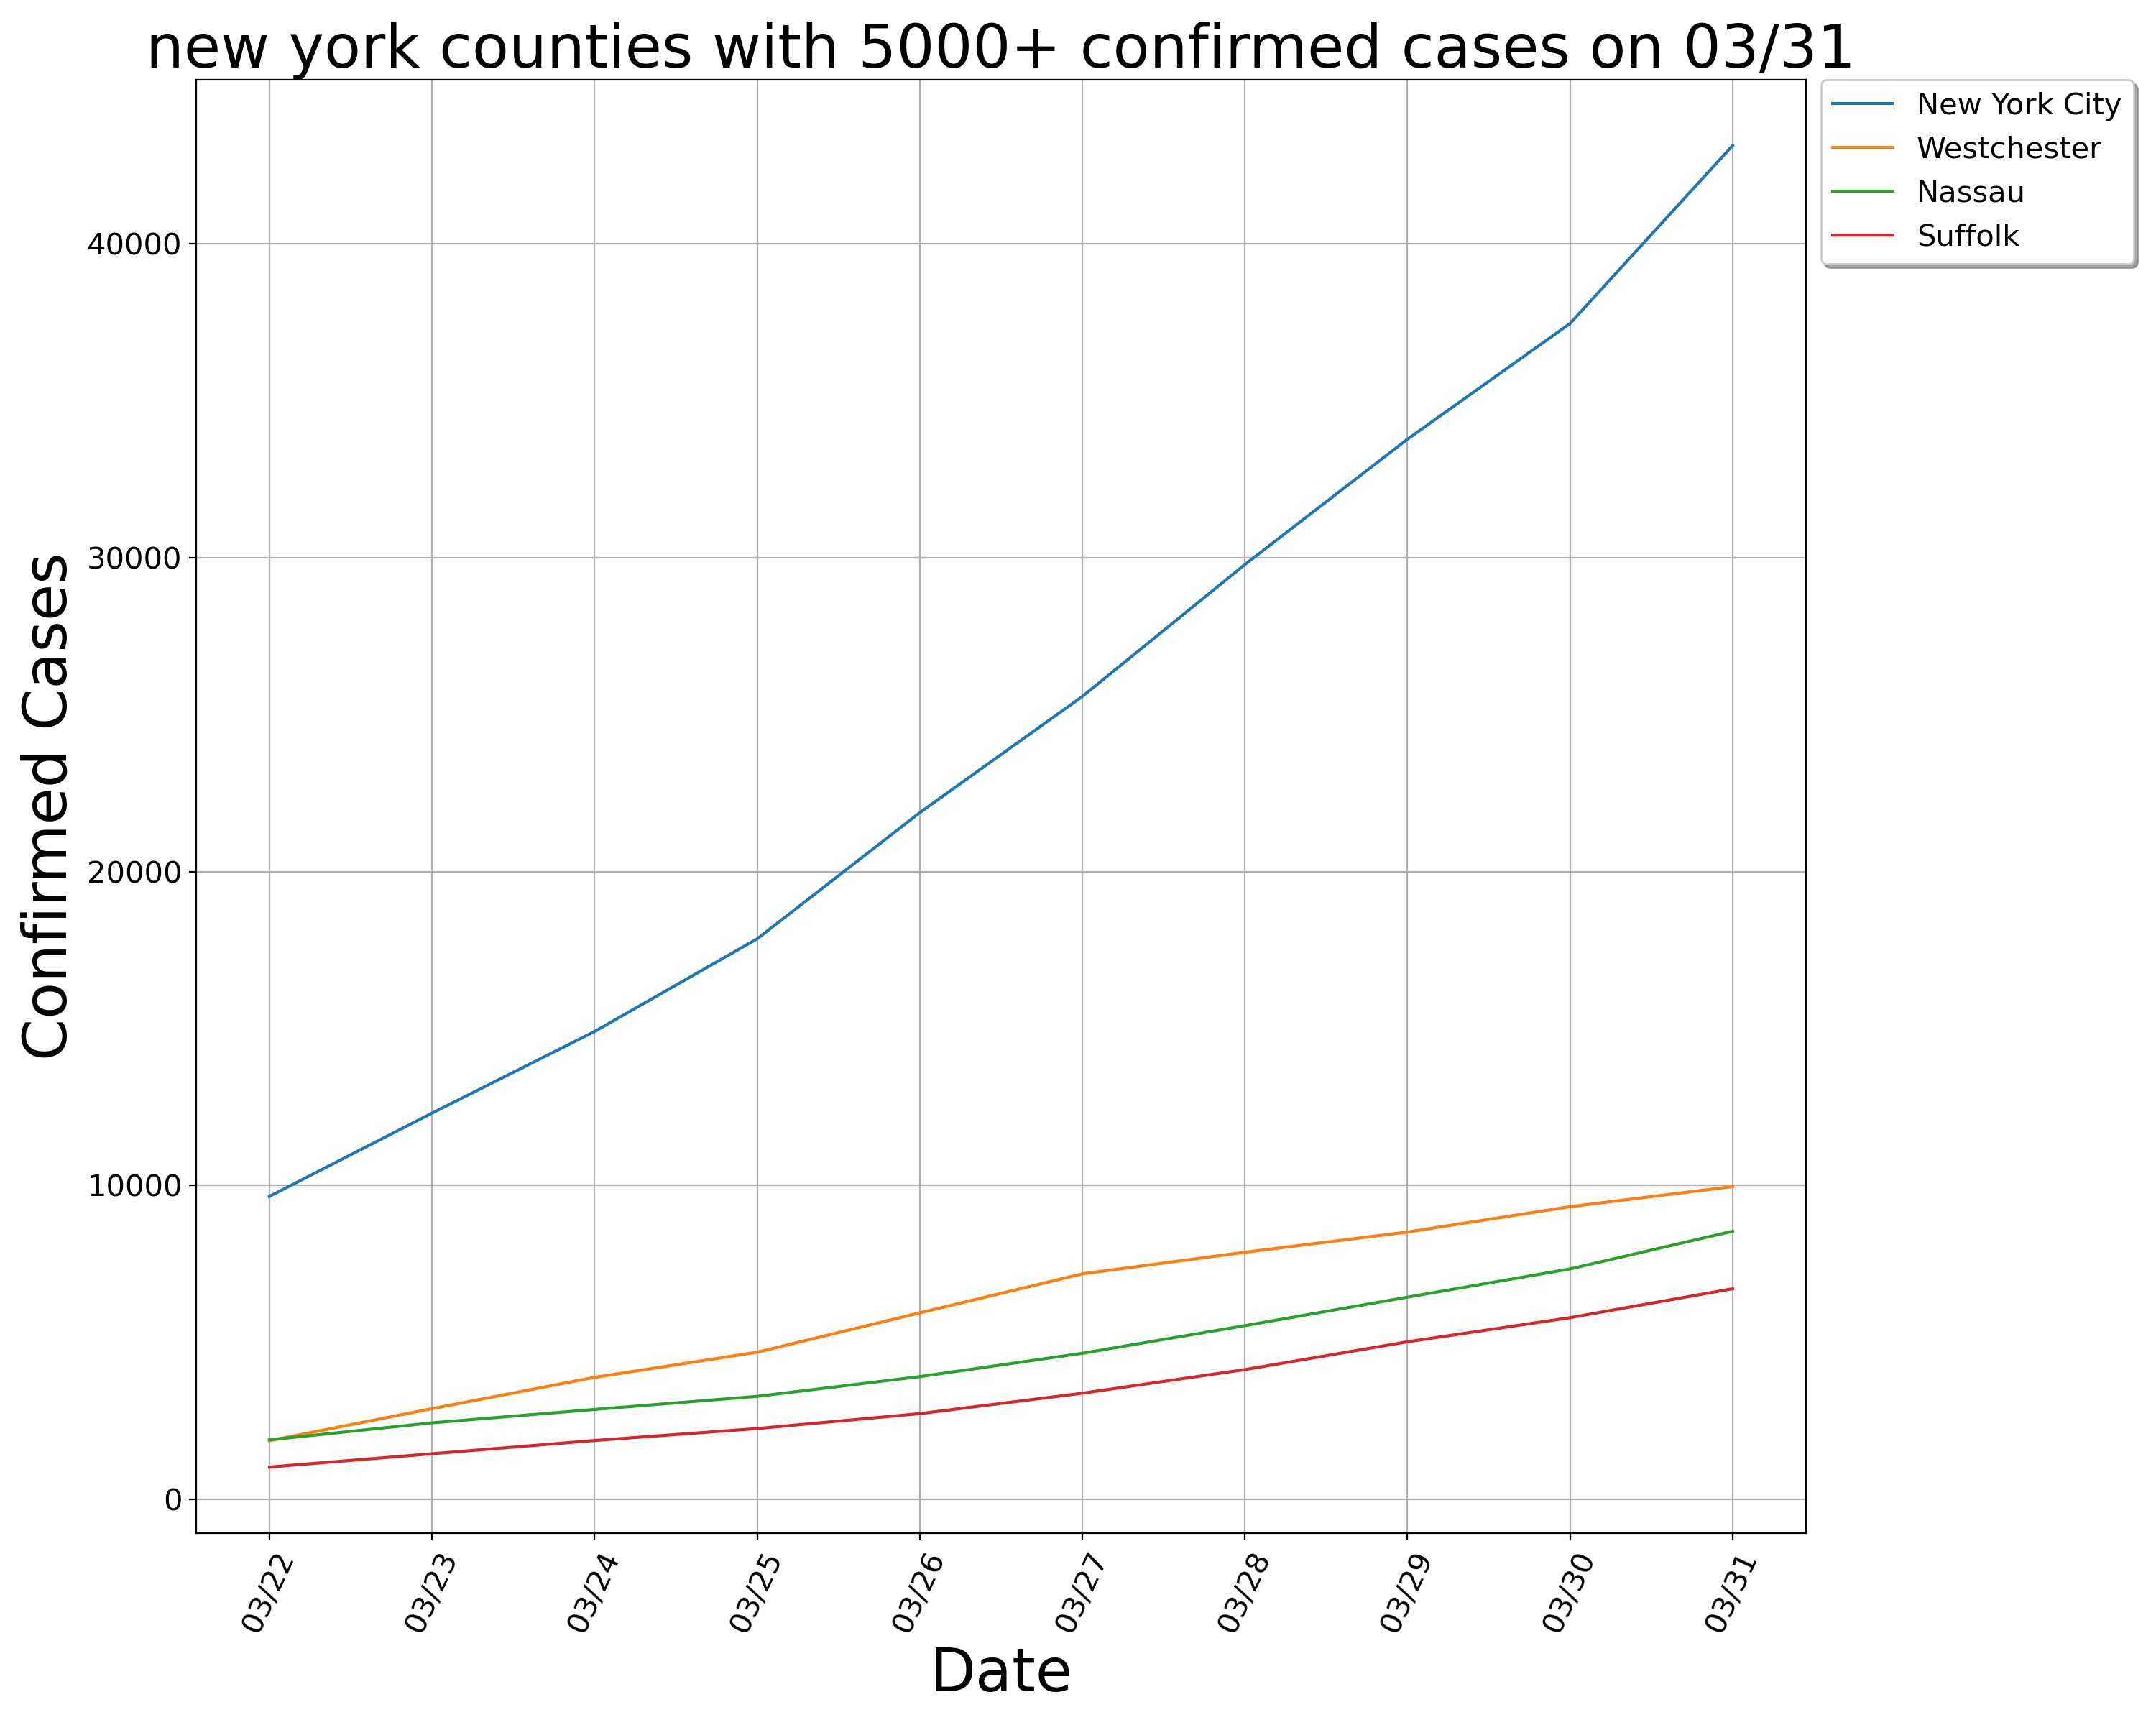 new york counties with 5000+ confirmed cases on 03/31
New York City
Westchester
Nassau
Suffolk
Confirmed Cases
40000
30000
20000
10000
0
03/22
03/23
03/24
03/25
03/26
03/27
03/28
03/29
03/30
03/31
Date